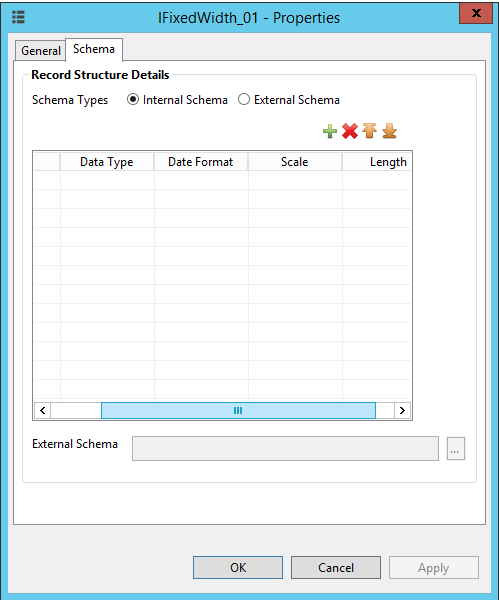 IFixedWidth_01 - Properties
x
General Schema
Record Structure Details
Schema Types Internal Schema External Schema
Data Type Date Format Scale Length
External Schema ...
OK Cancel Apply